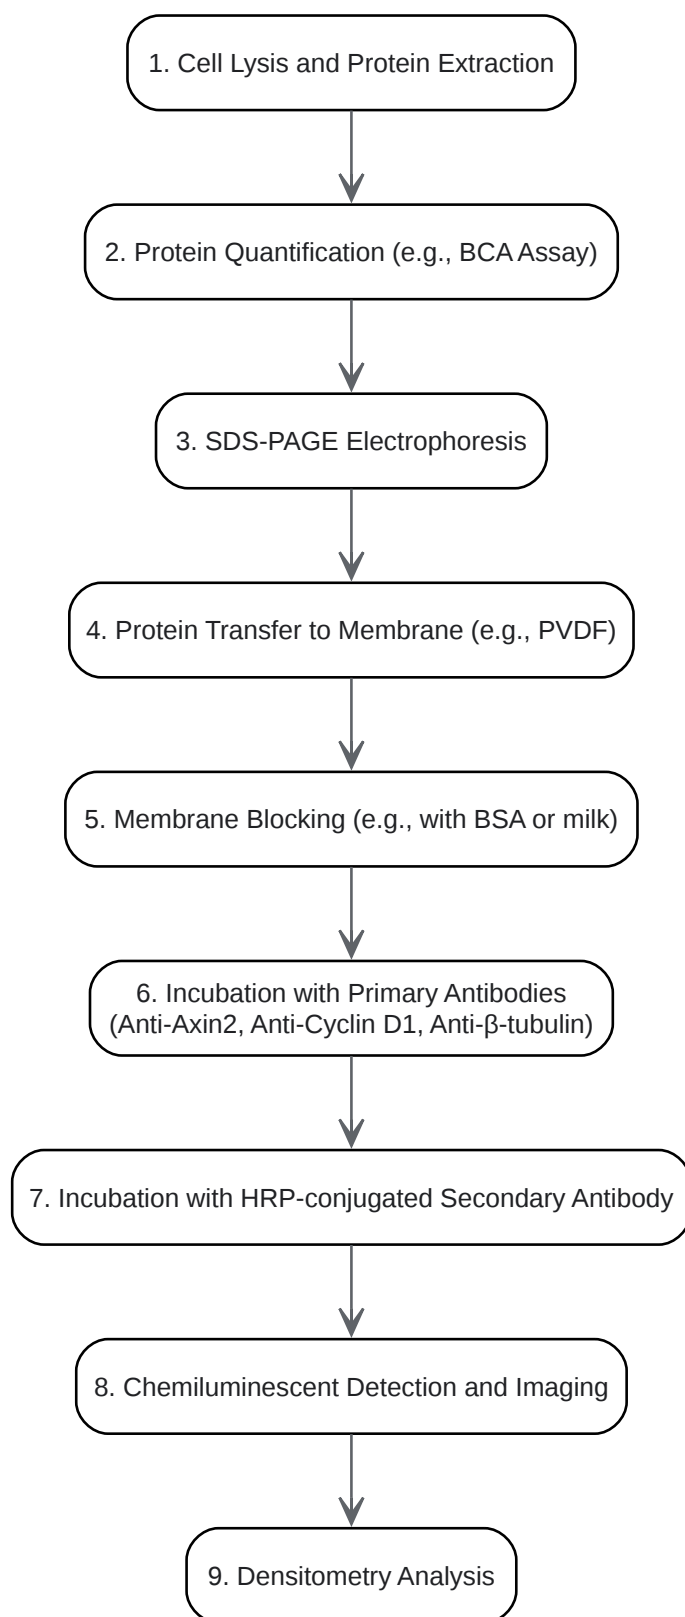 1. Cell Lysis and Protein Extraction
2. Protein Quantification (e.g., BCA Assay)
3. SDS-PAGE Electrophoresis
4. Protein Transfer to Membrane (e.g., PVDF)
5. Membrane Blocking (e.g., with BSA or milk)
6. Incubation with Primary Antibodies
(Anti-Axin2, Anti-Cyclin D1, Anti-β-tubulin)
7. Incubation with HRP-conjugated Secondary Antibody
8. Chemiluminescent Detection and Imaging
9. Densitometry Analysis